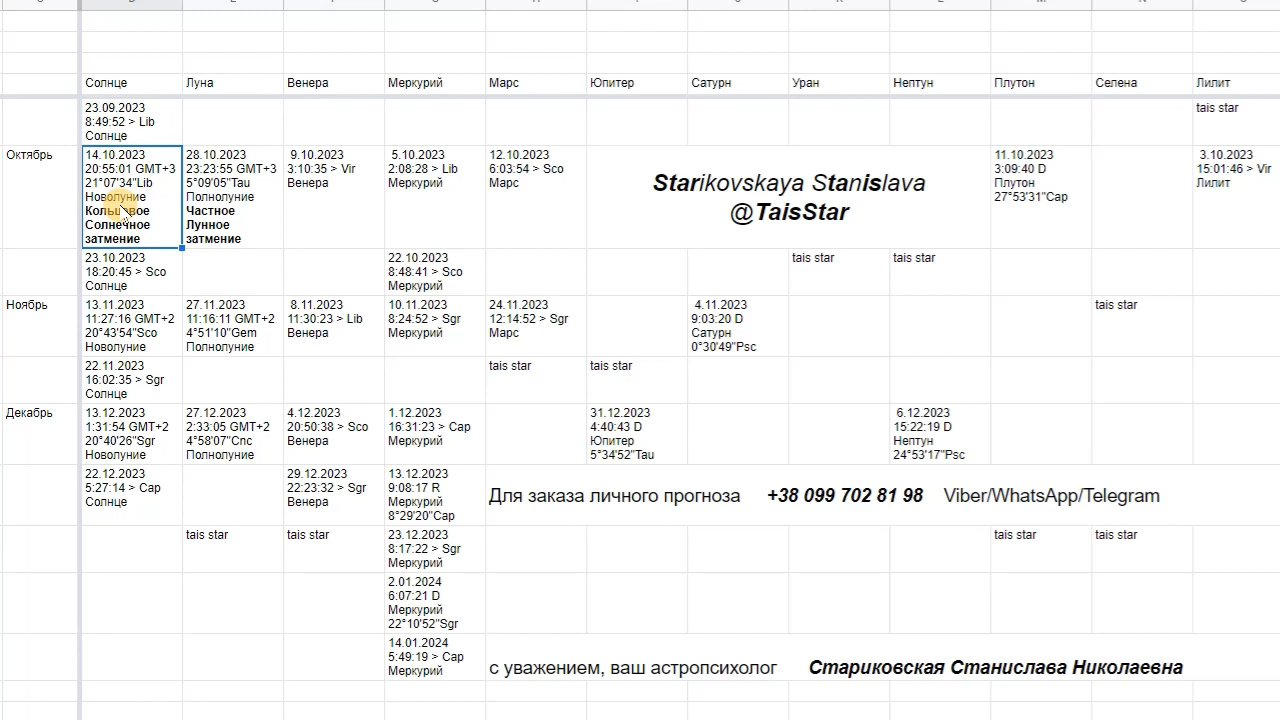 Солнце Луна Венера Меркурий Марс Юпитер Сатурн Уран Нептун Плутон Селена Лилит
23.09.2023
8:49:52 > Lib
Солнце
tais star
Октябрь
14.10.2023
20:55:01 GMT+3
21°07'34"Lib
Новолуние
Кольцевое
Солнечное
затмение
28.10.2023
23:23:55 GMT+3
5°09'05"Tau
Полнолуние
Частное
Лунное
затмение
9.10.2023
3:10:35 > Vir
Венера
5.10.2023
2:08:28 > Lib
Меркурий
12.10.2023
6:03:54 > Sco
Марс
Starikovskaya Stanislava
@TaisStar
11.10.2023
3:09:40 D
Плутон
27°53'31"Cap
3.10.2023
15:01:46 > Vir
Лилит
23.10.2023
18:20:45 > Sco
Солнце
22.10.2023
8:48:41 > Sco
Меркурий
tais star
tais star
Ноябрь
13.11.2023
11:27:16 GMT+2
20°43'54"Sco
Новолуние
27.11.2023
11:16:11 GMT+2
4°51'10"Gem
Полнолуние
8.11.2023
11:30:23 > Lib
Венера
10.11.2023
8:24:52 > Sgr
Меркурий
24.11.2023
12:14:52 > Sgr
Марс
4.11.2023
9:03:20 D
Сатурн
0°30'49"Psc
tais star
22.11.2023
16:02:35 > Sgr
Солнце
tais star
tais star
Декабрь
13.12.2023
1:31:54 GMT+2
20°40'26"Sgr
Новолуние
27.12.2023
2:33:05 GMT+2
4°58'07"Cnc
Полнолуние
4.12.2023
20:50:38 > Sco
Венера
1.12.2023
16:31:23 > Cap
Меркурий
31.12.2023
4:40:43 D
Юпитер
5°34'52"Tau
6.12.2023
15:22:19 D
Нептун
24°53'17"Psc
22.12.2023
5:27:14 > Cap
Солнце
29.12.2023
22:23:32 > Sgr
Венера
13.12.2023
9:08:17 R
Меркурий
8°29'20"Cap
Для заказа личного прогноза +38 099 702 81 98 Viber/WhatsApp/Telegram
tais star
tais star
23.12.2023
8:17:22 > Sgr
Меркурий
tais star
tais star
2.01.2024
6:07:21 D
Меркурий
22°10'52"Sgr
14.01.2024
5:49:19 > Cap
Меркурий
с уважением, ваш астропсихолог Стариковская Станислава Николаевна